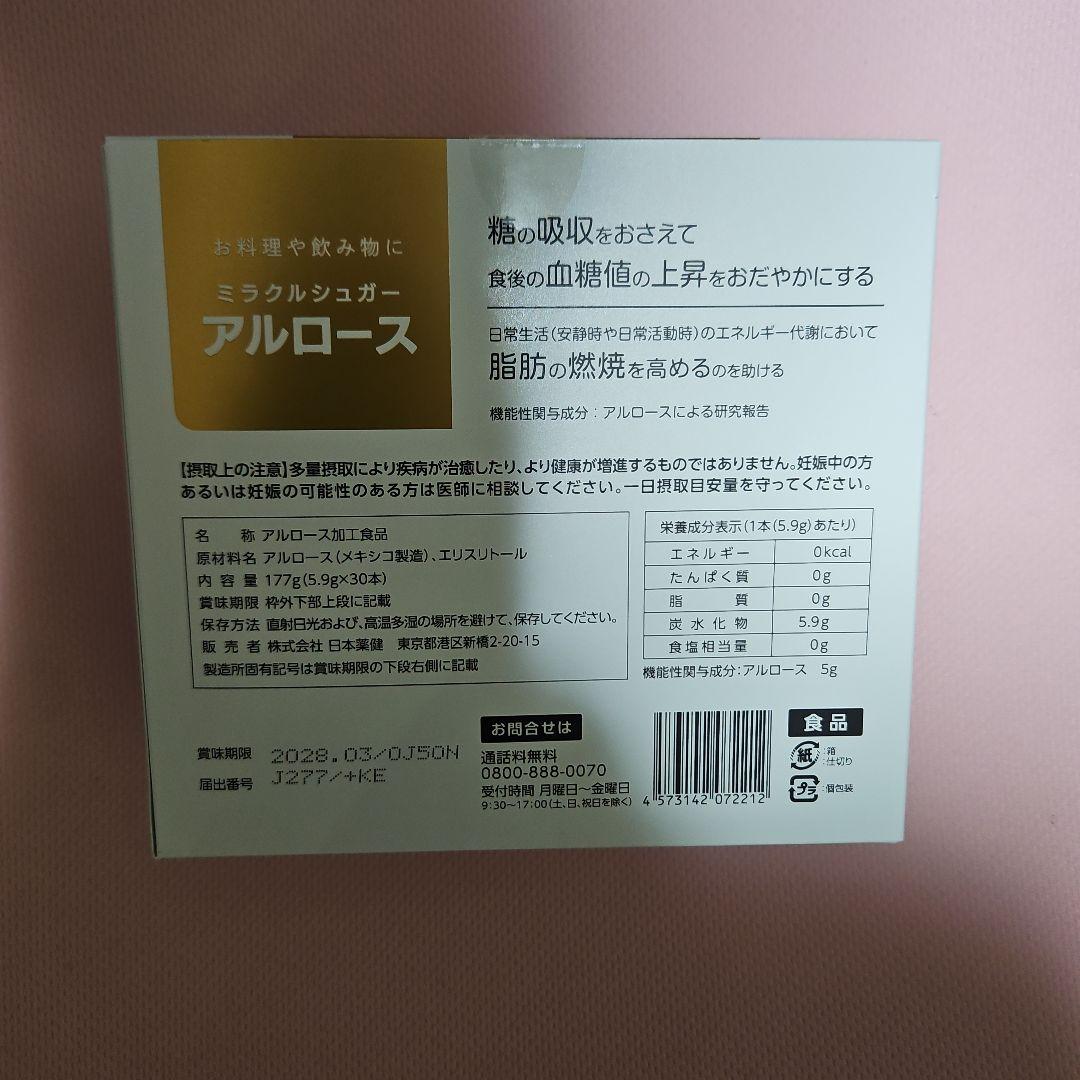 お料理や飲み物に
ミラクルシュガー
アルロース
糖の吸収をおさえて
食後の血糖値の上昇をおだやかにする
日常生活(安静時や日常活動時)のエネルギー代謝において
脂肪の燃焼を高めるのを助ける
機能性関与成分：アルロースによる研究報告
【摂取上の注意】多量摂取により疾病が治癒したり、より健康が増進するものではありません。妊娠中の方
あるいは妊娠の可能性のある方は医師に相談してください。一日摂取目安量を守ってください。
名 称 アルロース加工食品
原材料名 アルロース(メキシコ製造)、エリスリトール
内 容 量 177g(5.9g×30本)
賞味期限 枠外下部上段に記載
保存方法 直射日光および、高温多湿の場所を避けて、保存してください。
販 売 者 株式会社 日本薬健 東京都港区新橋2-20-15
製造所固有記号は賞味期限の下段右側に記載
栄養成分表示(1本(5.9g)あたり)
エネルギー 0kcal
たんぱく質 0g
脂 質 0g
炭水化物 5.9g
食塩相当量 0g
機能性関与成分：アルロース 5g
賞味期限 2028.03/0J50N
届出番号 J277/+KE
お問合せは
通話料無料
0800-888-0070
受付時間 月曜日～金曜日
9:30～17:00(土、日、祝日を除く)
4 573142 072212
食品
紙 ：箱
：仕切り
プラ ：個包装